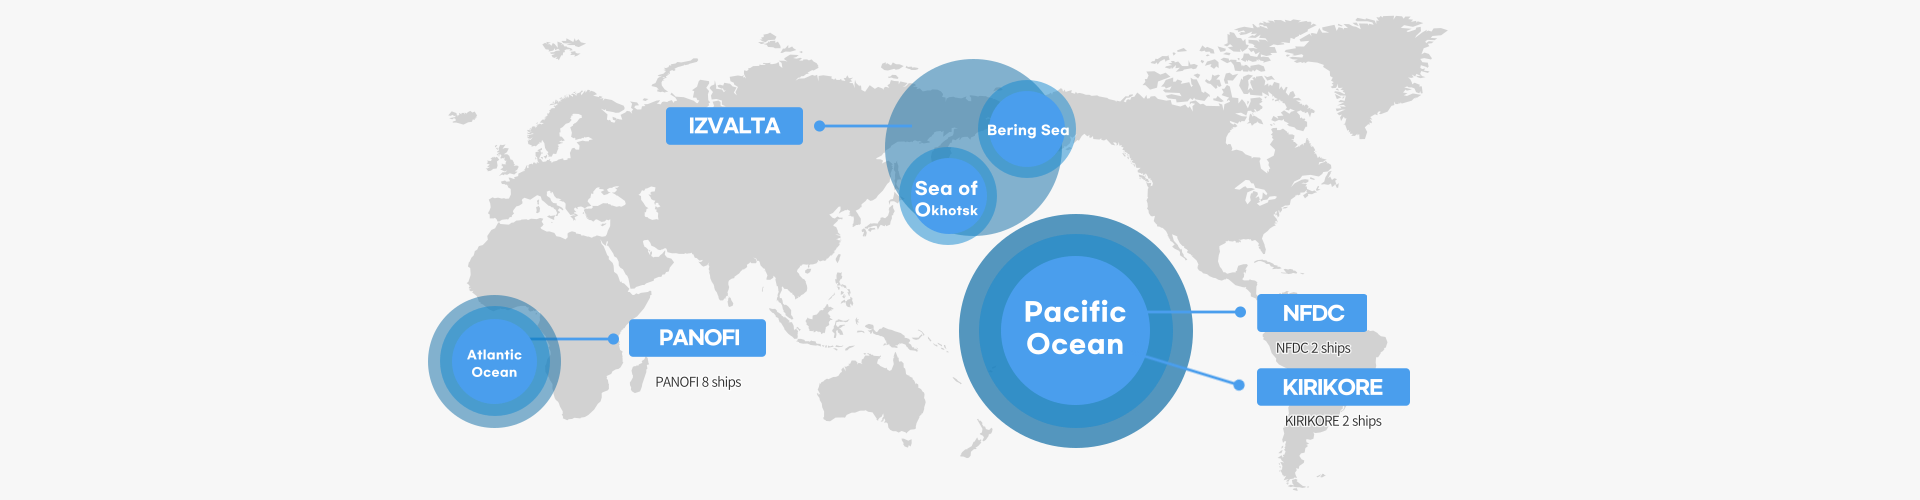 IZVALTA
Bering Sea
Sea of
Okhotsk
Pacific
Ocean
NFDC
NFDC 2 ships
KIRIKORE
KIRIKORE 2 ships
Atlantic
Ocean
PANOFI
PANOFI 8 ships